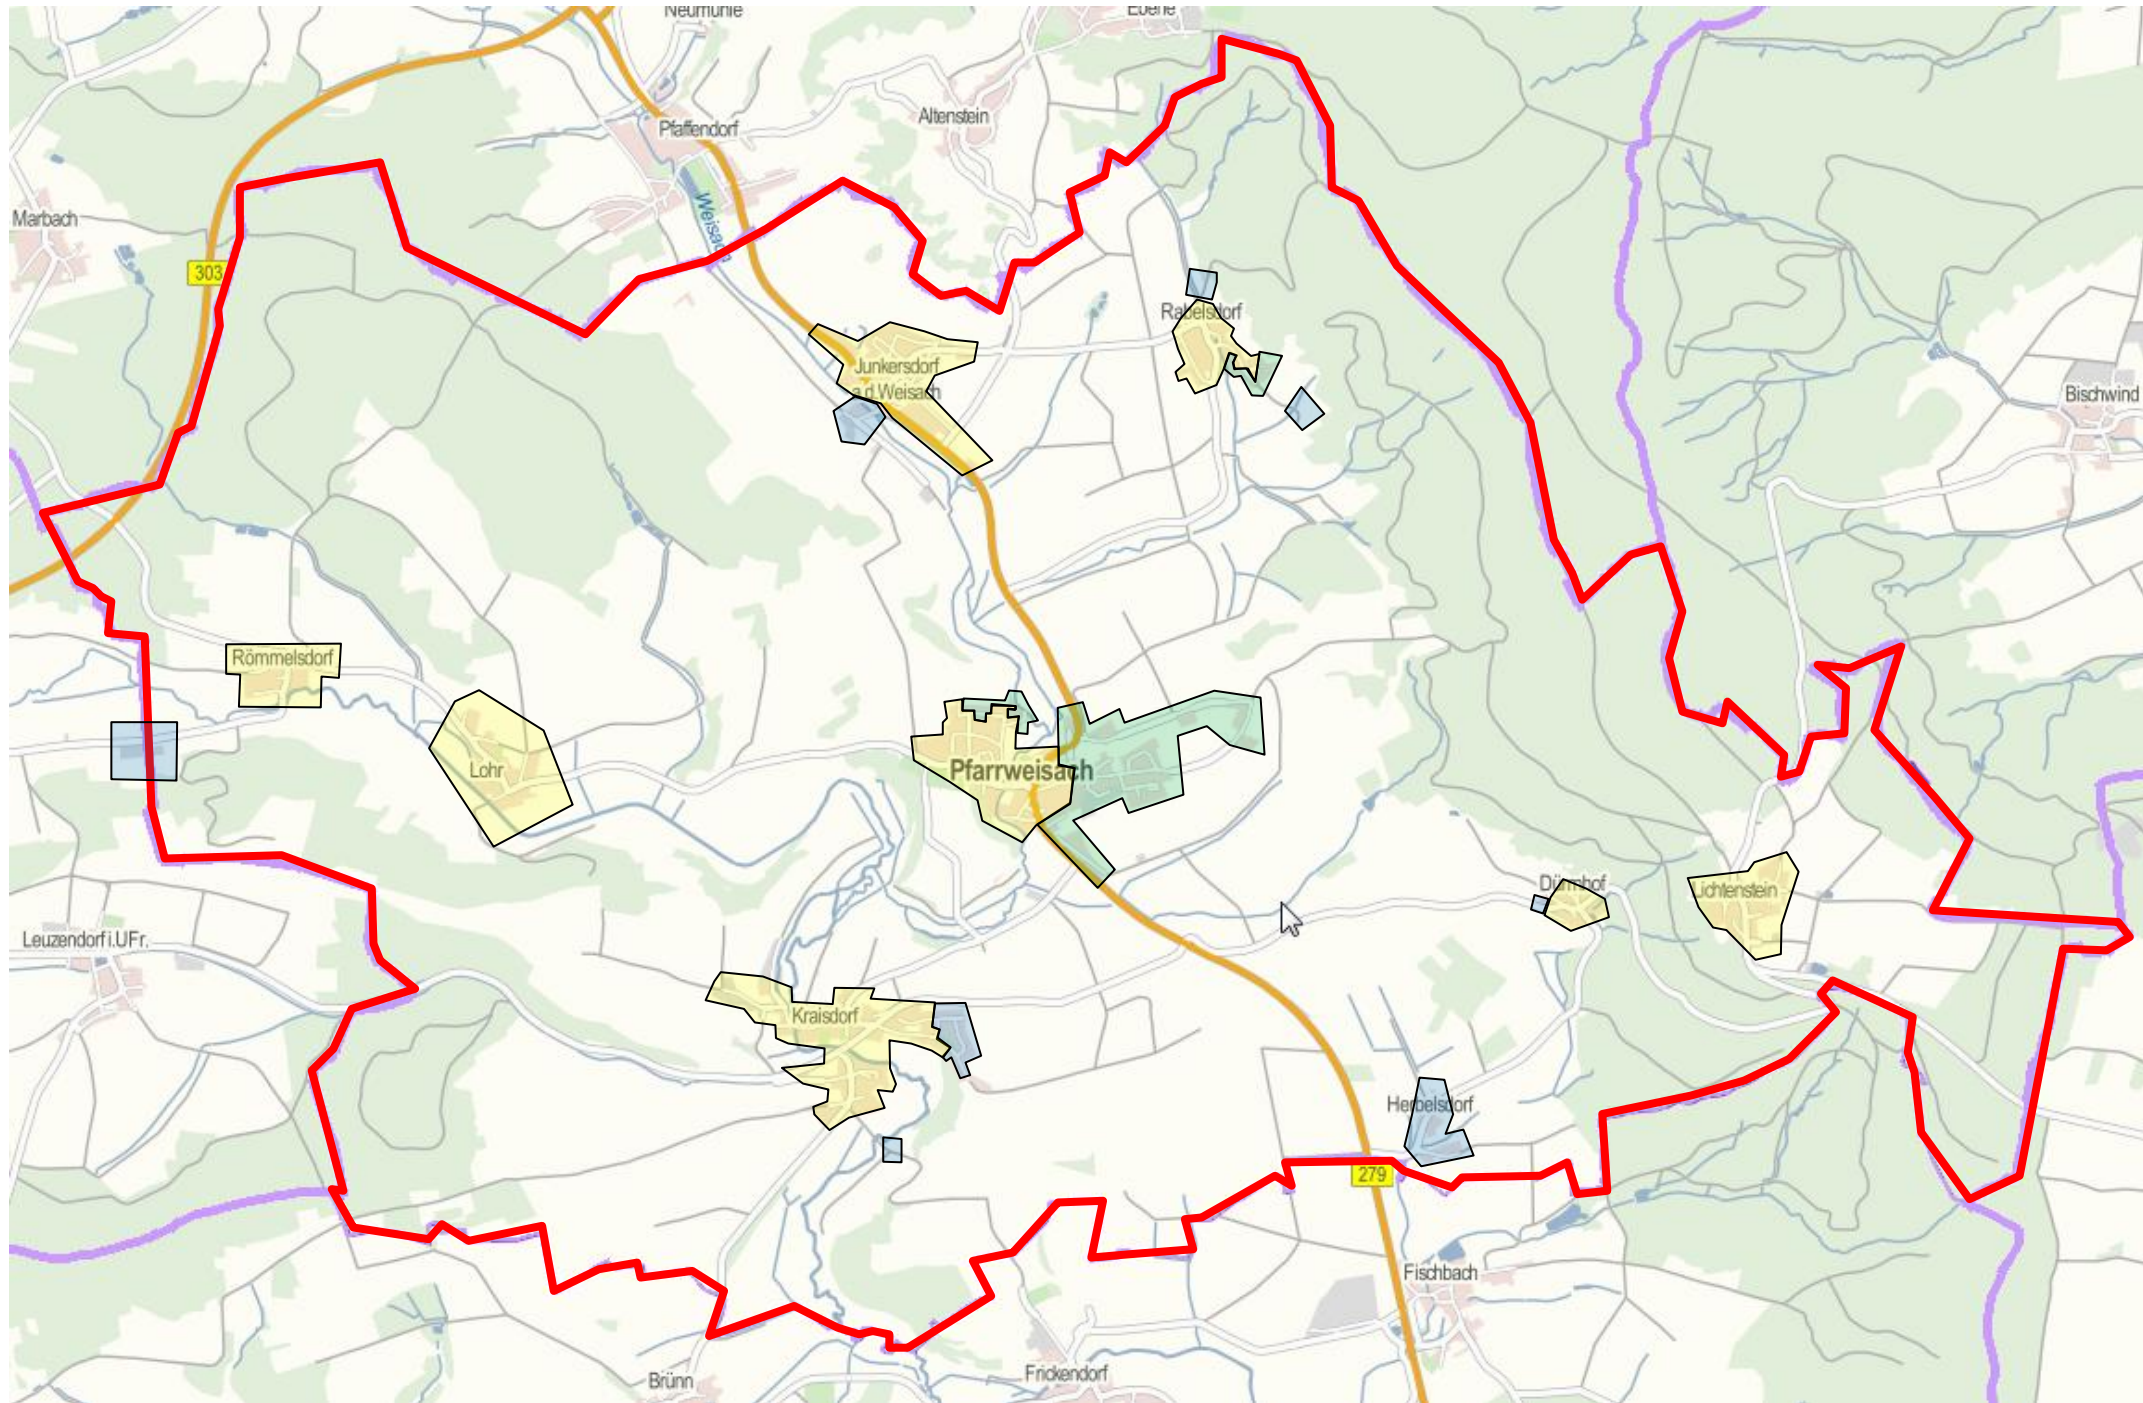 Neumühle
Eberle
Altenstein
Pfaffendorf
Marbach
Weisach
303
Rabelsdorf
Junkersdorf
a.d.Weisach
Bischwind
Römmelsdorf
Lohr
Pfarrweisach
Dürrnhof
Lichtenstein
Leuzendorf i.UFr.
Kraisdorf
Herbelsdorf
279
Fischbach
Frickendorf
Brünn